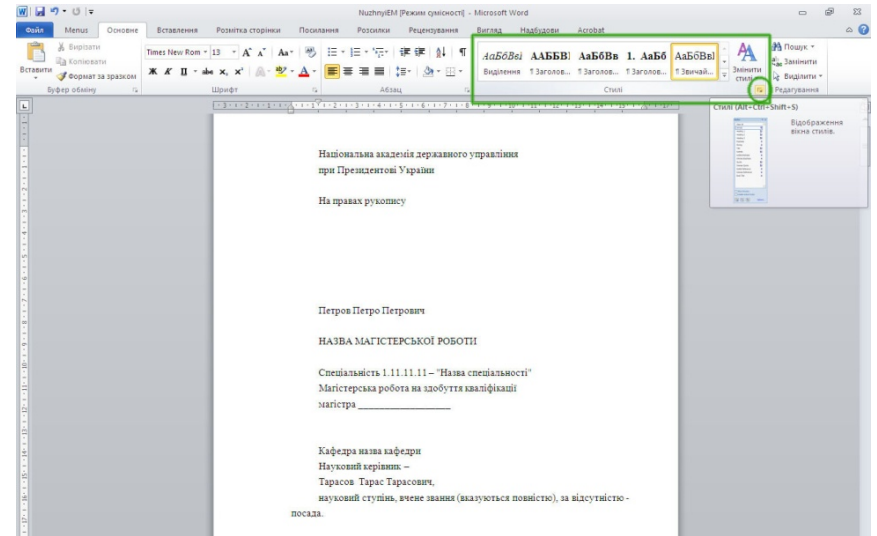 NuzhnyiEM [Режим сумісності] - Microsoft Word
Файл Menus Основне Вставлення Розмітка сторінки Посилання Розсилки Рецензування Вигляд Надбудови Acrobat
Вставити
Вирізати
Копіювати
Формат за зразком
Буфер обміну
Times New Rom 13
Шрифт
Абзац
АаБбВвІ ААББВІ АаБбВв 1. АаБб АаБбВвІ
Виділення ¶ Заголов... ¶ Заголов... ¶ Заголов... ¶ Звичай...
Змінити стилі
Стилі
Пошук
Замінити
Виділити
Редагування
Стилі (Alt+Ctrl+Shift+S)
Відображення
вікна стилів.
Національна академія державного управління
при Президентові України
На правах рукопису
Петров Петро Петрович
НАЗВА МАГІСТЕРСЬКОЇ РОБОТИ
Спеціальність 1.11.11.11 – "Назва спеціальності"
Магістерська робота на здобуття кваліфікації
магістра ___________________
Кафедра назва кафедри
Науковий керівник –
Тарасов Тарас Тарасович,
науковий ступінь, вчене звання (вказуються повністю), за відсутністю -
посада.